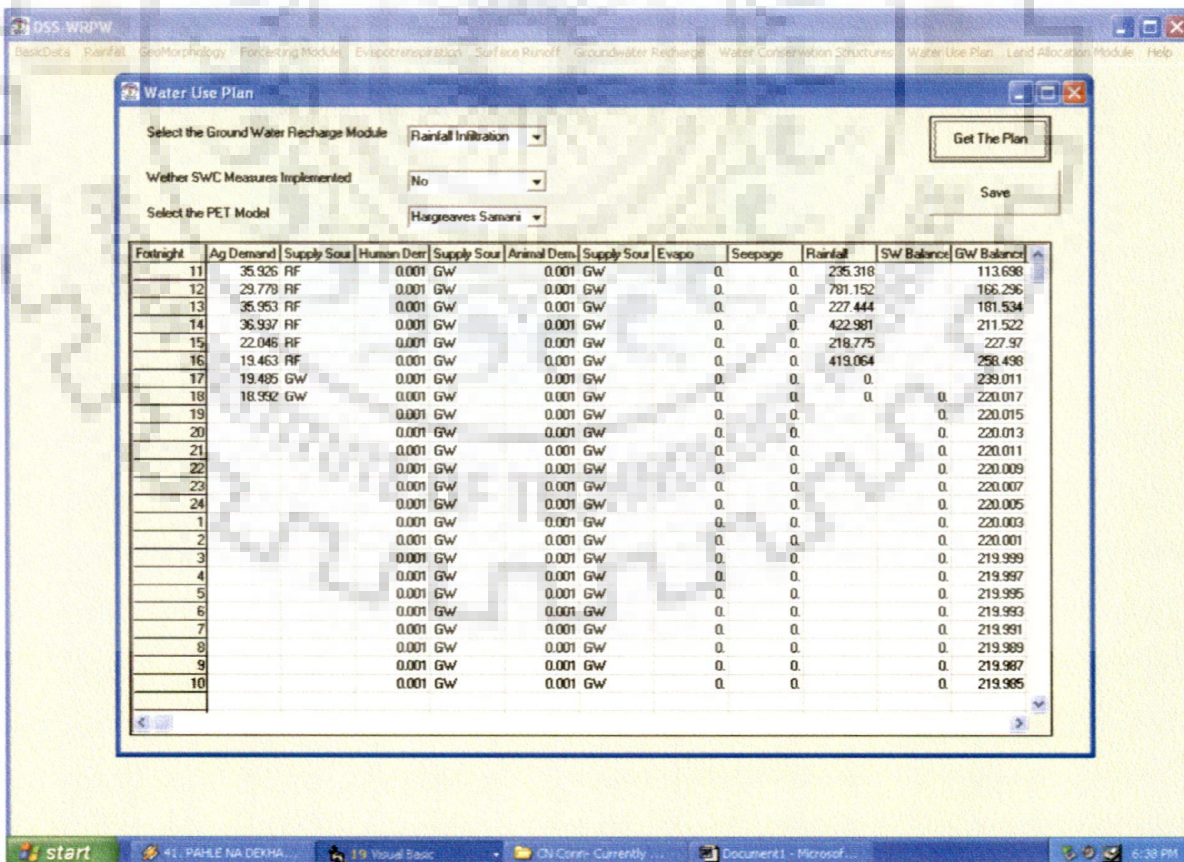 DSS-WRPW
BasicData Rainfall GeoMorphology Forcasting Module Evapotranspiration Surface Runoff Groundwater Recharge Water Conservation Structures Water Use Plan Land Allocation Module Help
Water Use Plan
Select the Ground Water Recharge Module Rainfall Infiltration Get The Plan
Wether SWC Measures Implemented No Save
Select the PET Model Hargreaves Samani
Fortnight Ag Demand Supply Sour Human Dem Supply Sour Animal Dem Supply Sour Evapo Seepage Rainfall SW Balance GW Balance
11 35.926 RF 0.001 GW 0.001 GW 0. 0. 235.318 113.698
12 29.778 RF 0.001 GW 0.001 GW 0. 0. 781.152 166.296
13 35.953 RF 0.001 GW 0.001 GW 0. 0. 227.444 181.534
14 36.937 RF 0.001 GW 0.001 GW 0. 0. 422.981 211.522
15 22.046 RF 0.001 GW 0.001 GW 0. 0. 218.775 227.97
16 19.463 RF 0.001 GW 0.001 GW 0. 0. 419.064 258.498
17 19.485 GW 0.001 GW 0.001 GW 0. 0. 0. 239.011
18 18.992 GW 0.001 GW 0.001 GW 0. 0. 0. 0. 220.017
19 0.001 GW 0.001 GW 0. 0. 0. 220.015
20 0.001 GW 0.001 GW 0. 0. 0. 220.013
21 0.001 GW 0.001 GW 0. 0. 0. 220.011
22 0.001 GW 0.001 GW 0. 0. 0. 220.009
23 0.001 GW 0.001 GW 0. 0. 0. 220.007
24 0.001 GW 0.001 GW 0. 0. 0. 220.005
1 0.001 GW 0.001 GW 0. 0. 0. 220.003
2 0.001 GW 0.001 GW 0. 0. 0. 220.001
3 0.001 GW 0.001 GW 0. 0. 0. 219.999
4 0.001 GW 0.001 GW 0. 0. 0. 219.997
5 0.001 GW 0.001 GW 0. 0. 0. 219.995
6 0.001 GW 0.001 GW 0. 0. 0. 219.993
7 0.001 GW 0.001 GW 0. 0. 0. 219.991
8 0.001 GW 0.001 GW 0. 0. 0. 219.989
9 0.001 GW 0.001 GW 0. 0. 0. 219.987
10 0.001 GW 0.001 GW 0. 0. 0. 219.985
start 41. PAHLE NA DEKHA... 19 Visual Basic CN Corri- Currently ... Document1 - Microsof... 6:38 PM